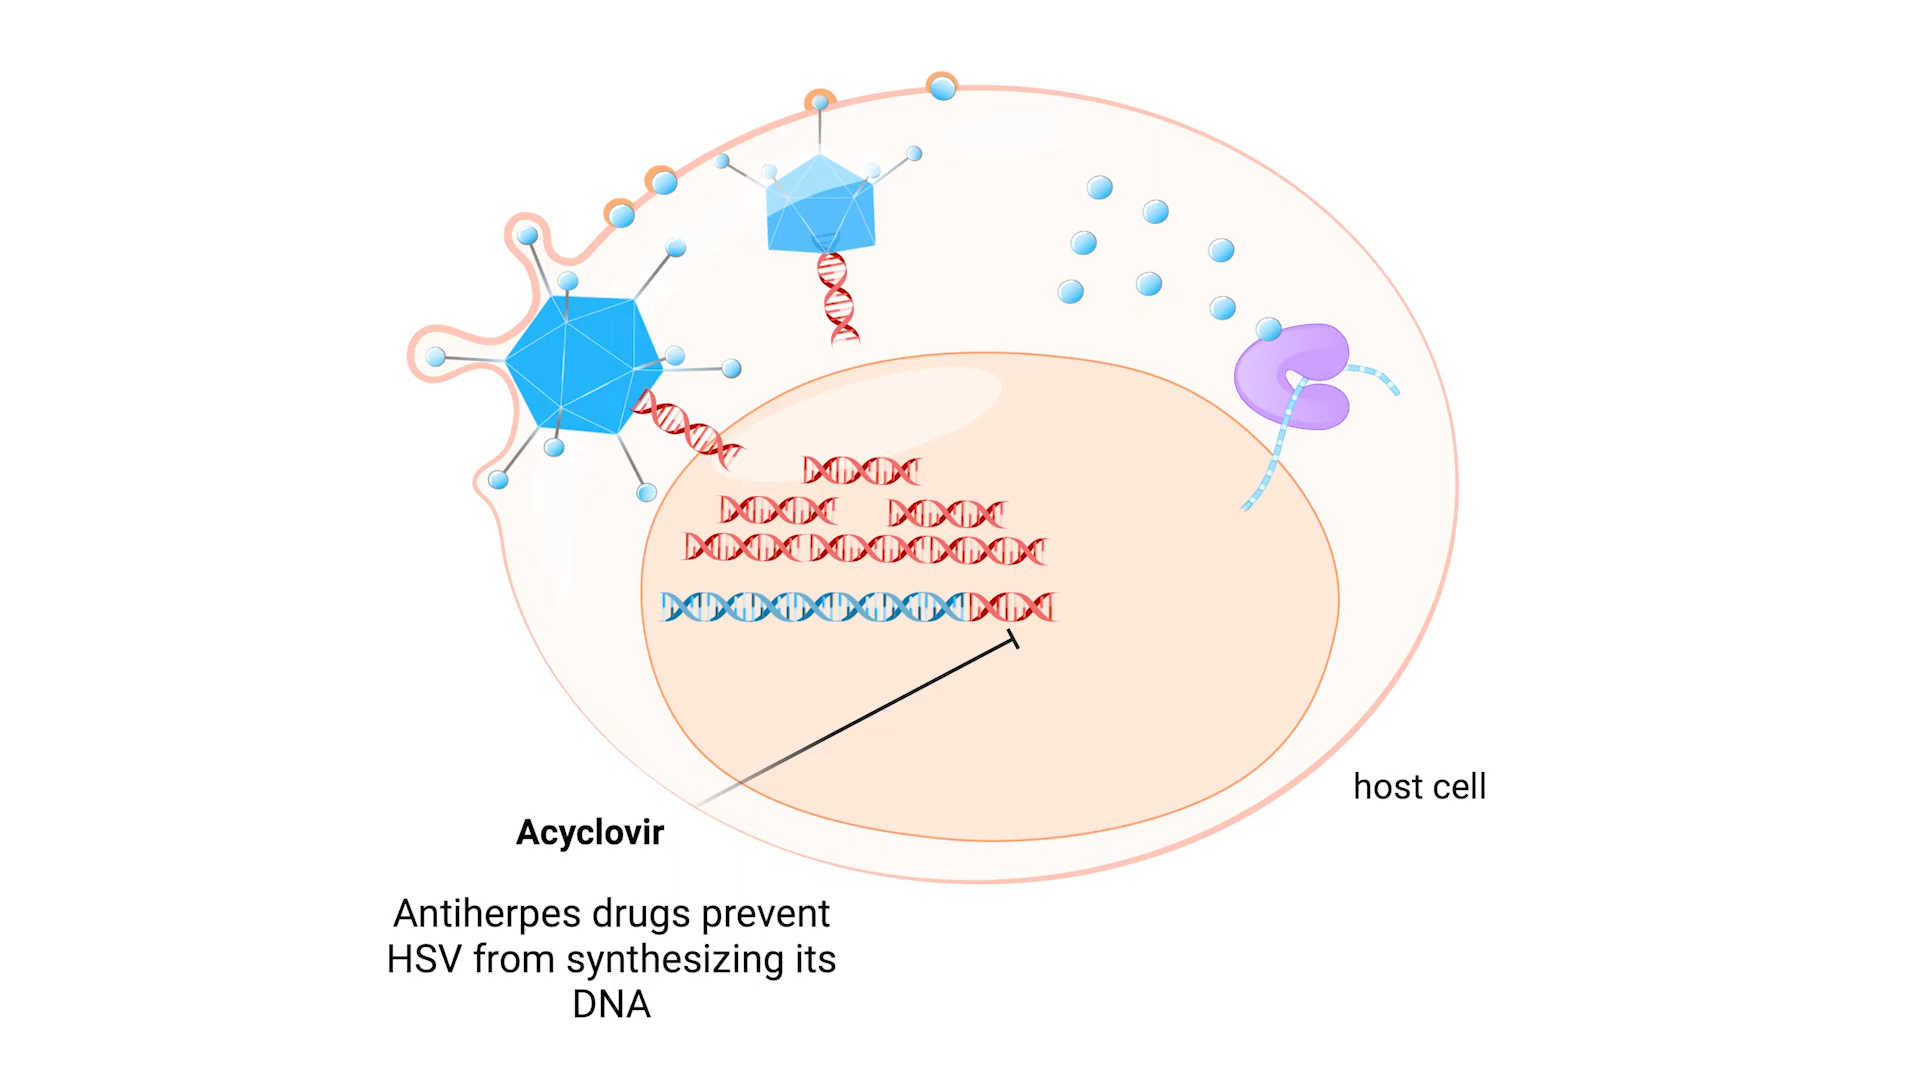 host cell
Acyclovir
Antiherpes drugs prevent
HSV from synthesizing its
DNA